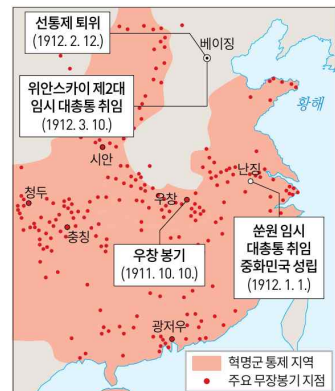 선통제 퇴위
(1912. 2. 12.)
베이징
위안스카이 제2대
임시 대총통 취임
(1912. 3. 10.)
황해
시안
난징
청두
우창
충칭
우창 봉기
(1911. 10. 10.)
쑨원 임시
대총통 취임
중화민국 성립
(1912. 1. 1.)
광저우
혁명군 통제 지역
주요 무장봉기 지점